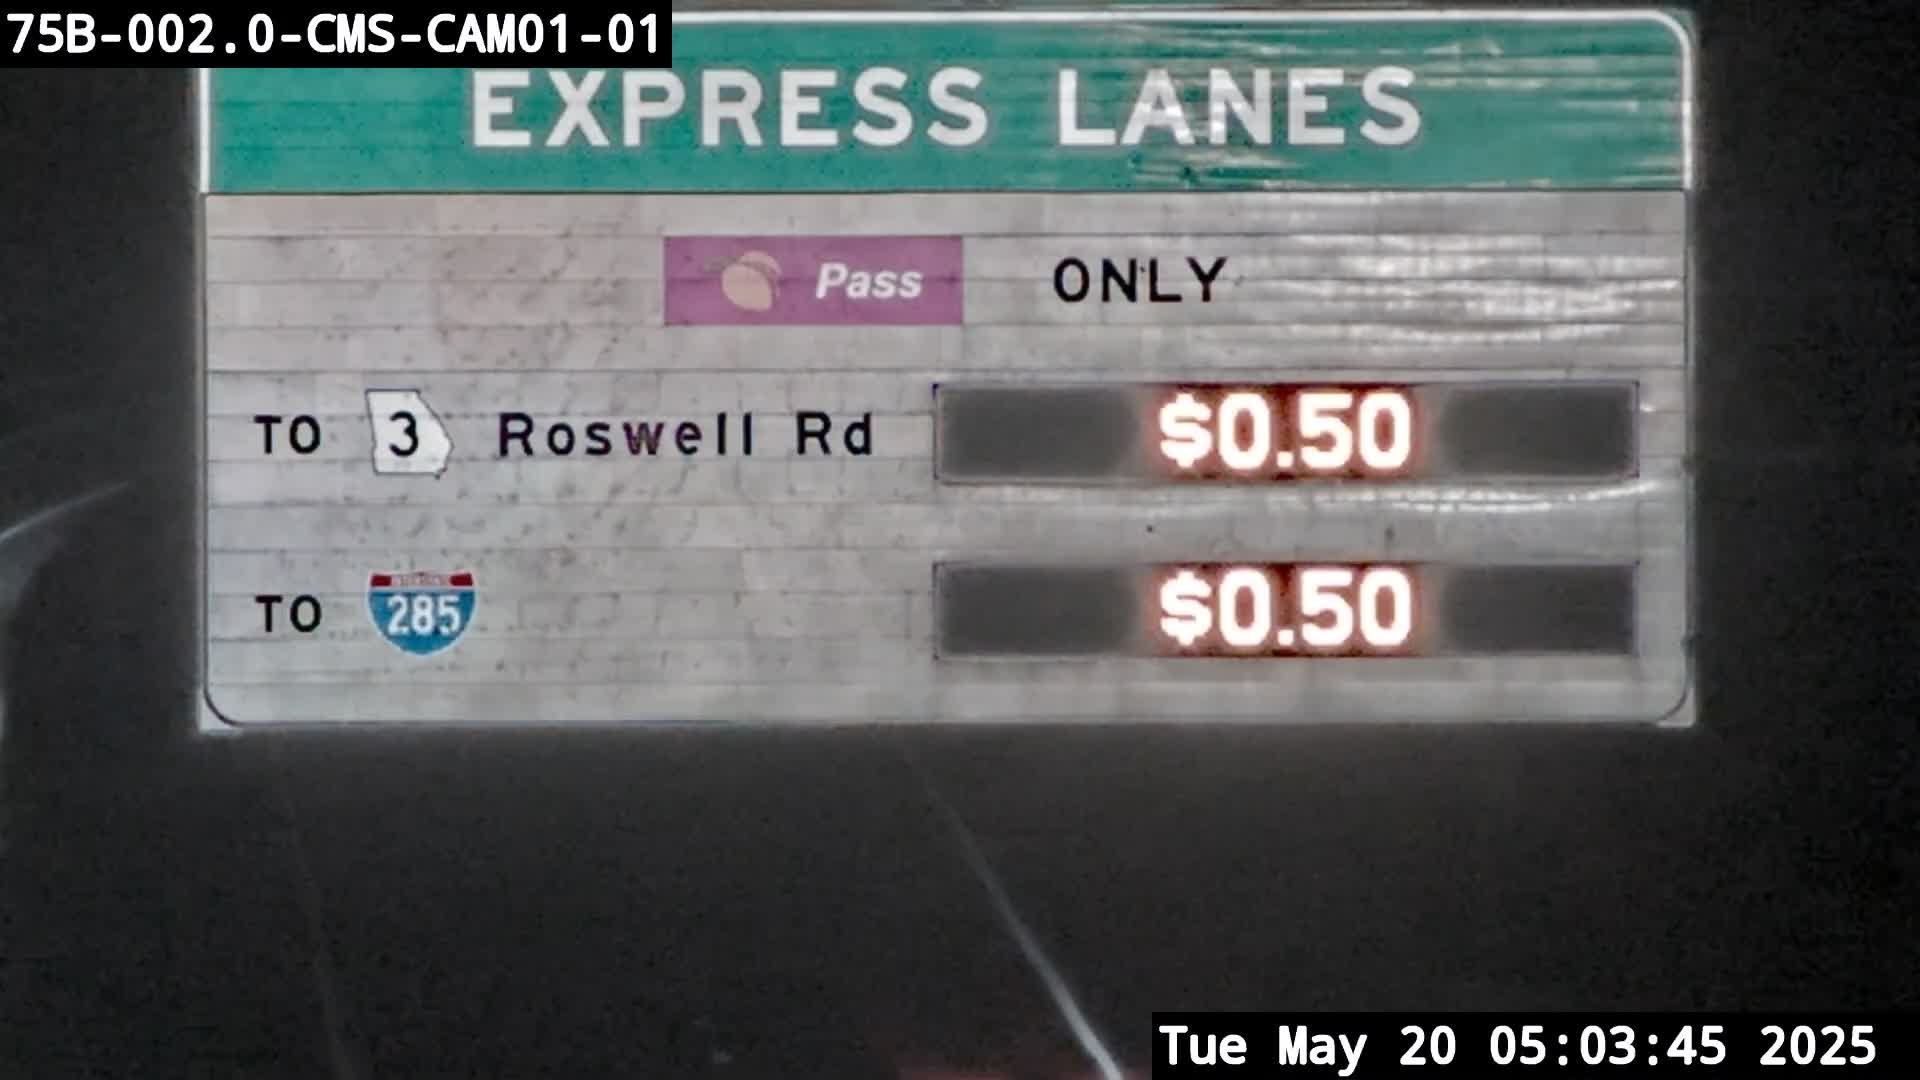 75B-002.0-CMS-CAM01-01
EXPRESS LANES
Pass ONLY
TO 3 Roswell Rd $0.50
TO 285 $0.50
Tue May 20 05:03:45 2025